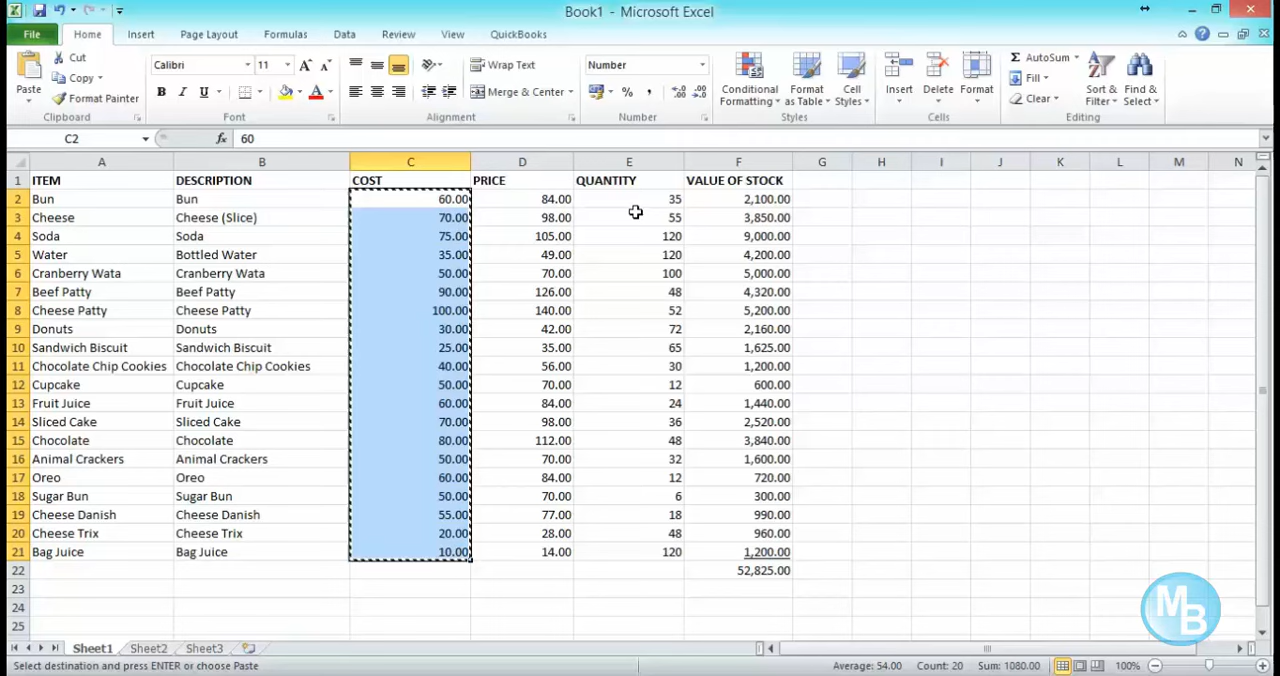 Book1 - Microsoft Excel
File Home Insert Page Layout Formulas Data Review View QuickBooks
Paste Cut Copy Format Painter Clipboard
Calibri 11 A A B I U A Font
Wrap Text Merge & Center Alignment
Number % , Number
Conditional Formatting Format as Table Cell Styles Styles
Insert Delete Format Cells
Σ AutoSum Fill Clear Sort & Filter Find & Select Editing
C2 fx 60
A B C D E F G H I J K L M N
1 ITEM DESCRIPTION COST PRICE QUANTITY VALUE OF STOCK
2 Bun Bun 60.00 84.00 35 2,100.00
3 Cheese Cheese (Slice) 70.00 98.00 55 3,850.00
4 Soda Soda 75.00 105.00 120 9,000.00
5 Water Bottled Water 35.00 49.00 120 4,200.00
6 Cranberry Wata Cranberry Wata 50.00 70.00 100 5,000.00
7 Beef Patty Beef Patty 90.00 126.00 48 4,320.00
8 Cheese Patty Cheese Patty 100.00 140.00 52 5,200.00
9 Donuts Donuts 30.00 42.00 72 2,160.00
10 Sandwich Biscuit Sandwich Biscuit 25.00 35.00 65 1,625.00
11 Chocolate Chip Cookies Chocolate Chip Cookies 40.00 56.00 30 1,200.00
12 Cupcake Cupcake 50.00 70.00 12 600.00
13 Fruit Juice Fruit Juice 60.00 84.00 24 1,440.00
14 Sliced Cake Sliced Cake 70.00 98.00 36 2,520.00
15 Chocolate Chocolate 80.00 112.00 48 3,840.00
16 Animal Crackers Animal Crackers 50.00 70.00 32 1,600.00
17 Oreo Oreo 60.00 84.00 12 720.00
18 Sugar Bun Sugar Bun 50.00 70.00 6 300.00
19 Cheese Danish Cheese Danish 55.00 77.00 18 990.00
20 Cheese Trix Cheese Trix 20.00 28.00 48 960.00
21 Bag Juice Bag Juice 10.00 14.00 120 1,200.00
22 52,825.00
23
24
25
MB
Sheet1 Sheet2 Sheet3
Select destination and press ENTER or choose Paste Average: 54.00 Count: 20 Sum: 1080.00 100%